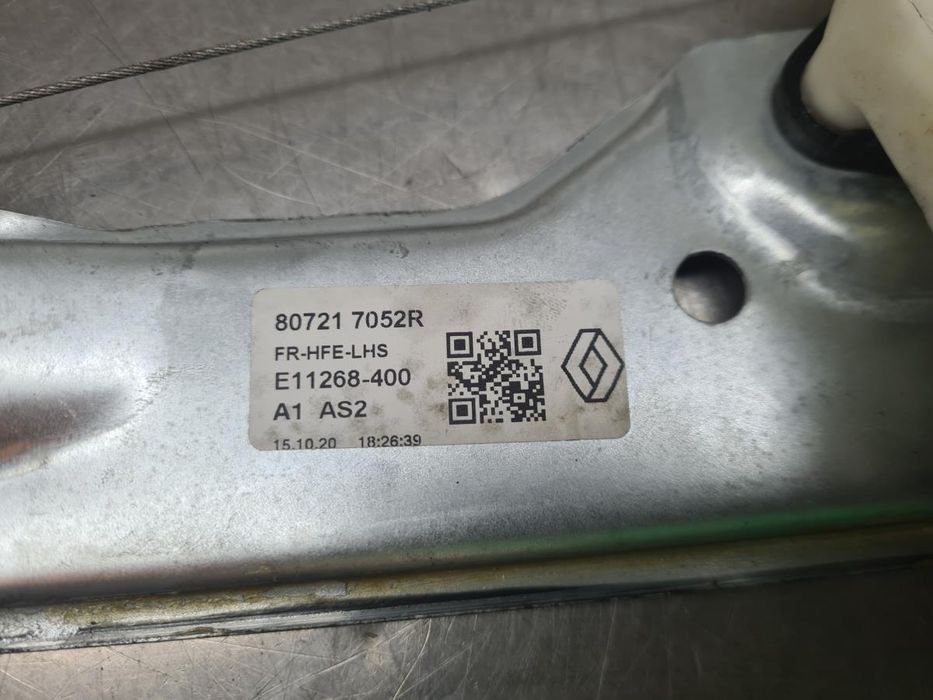 80721 7052R
FR-HFE-LHS
E11268-400
A1 AS2
15.10.20 18:26:39